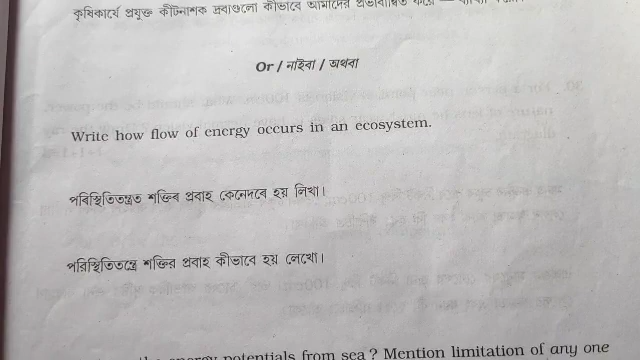 কৃষিকার্যে প্রযুক্ত কীটনাশক দ্রব্যগুলো কীভাবে আমাদের প্রভাবান্বিত করে —
Or / নাইবা / অথবা
Write how flow of energy occurs in an ecosystem.
পৰিস্থিতিতন্ত্ৰত শক্তিৰ প্ৰবাহ কেনেদৰে হয় লিখা।
পরিস্থিতিতন্ত্রে শক্তির প্রবাহ কীভাবে হয় লেখো।
energy potentials from sea ? Mention limitation of any one